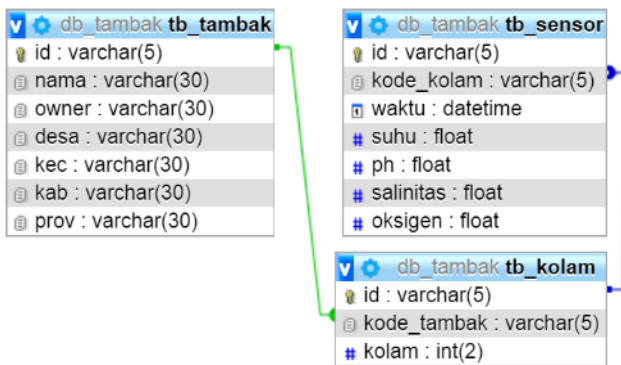 db_tambak tb_tambak
id : varchar(5)
nama : varchar(30)
owner : varchar(30)
desa : varchar(30)
kec : varchar(30)
kab : varchar(30)
prov : varchar(30)
db_tambak tb_sensor
id : varchar(5)
kode_kolam : varchar(5)
waktu : datetime
# suhu : float
# ph : float
# salinitas : float
# oksigen : float
db_tambak tb_kolam
id : varchar(5)
kode_tambak : varchar(5)
# kolam : int(2)